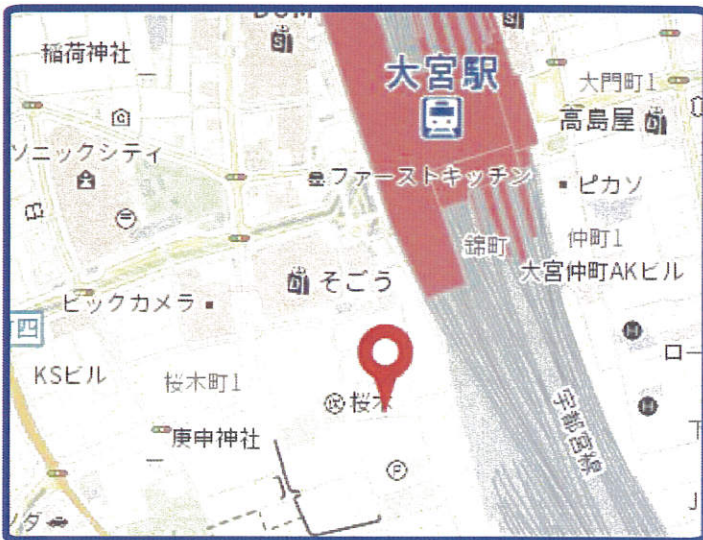 DOM
稲荷神社
大宮駅
大門町1
高島屋
ソニックシティ
ファーストキッチン
ピカソ
錦町
仲町1
大宮仲町AKビル
そごう
ビックカメラ
四
KSビル
桜木町1
桜木
宇都宮線
庚申神社
P
H
H